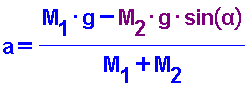 a = (M₁ · g − M₂ · g · sin(α)) / (M₁ + M₂)